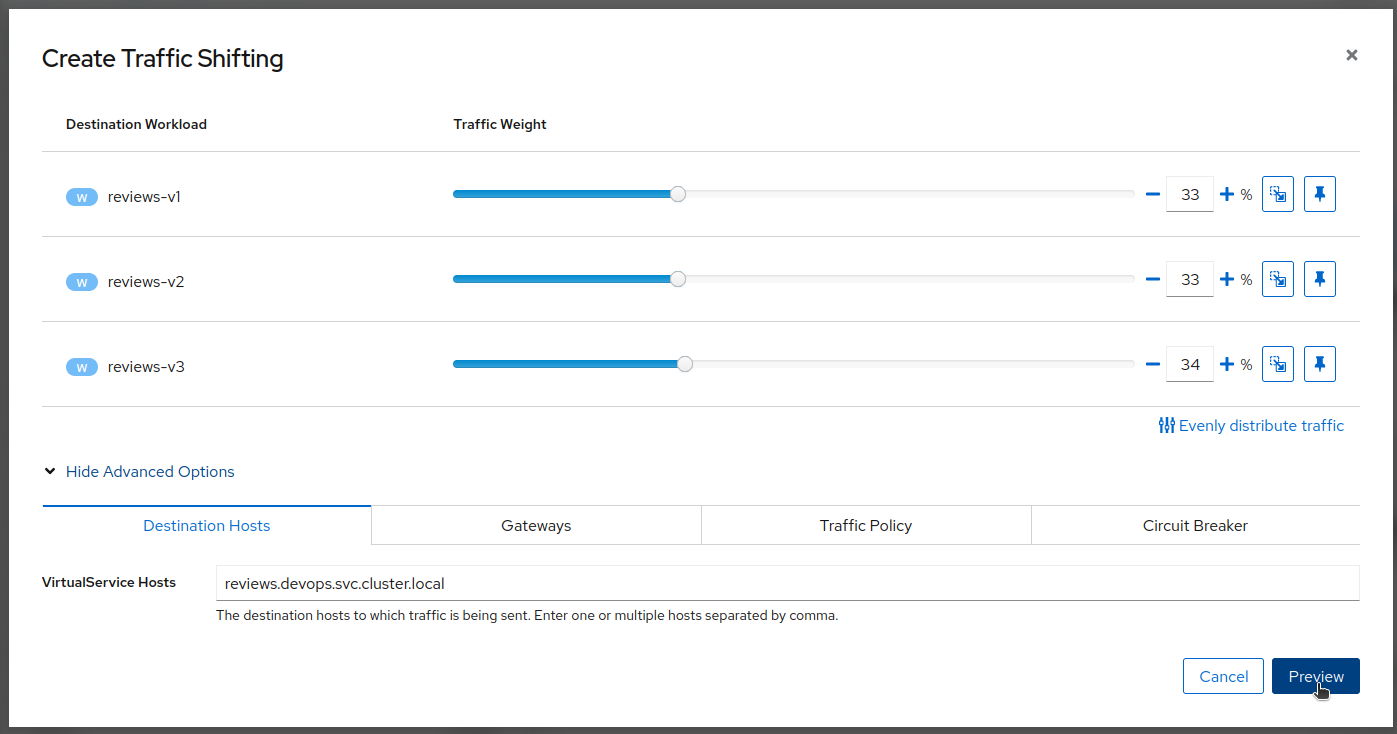 Create Traffic Shifting
Destination Workload Traffic Weight
W reviews-v1 33 %
W reviews-v2 33 %
W reviews-v3 34 %
Evenly distribute traffic
Hide Advanced Options
Destination Hosts Gateways Traffic Policy Circuit Breaker
VirtualService Hosts reviews.devops.svc.cluster.local
The destination hosts to which traffic is being sent. Enter one or multiple hosts separated by comma.
Cancel Preview